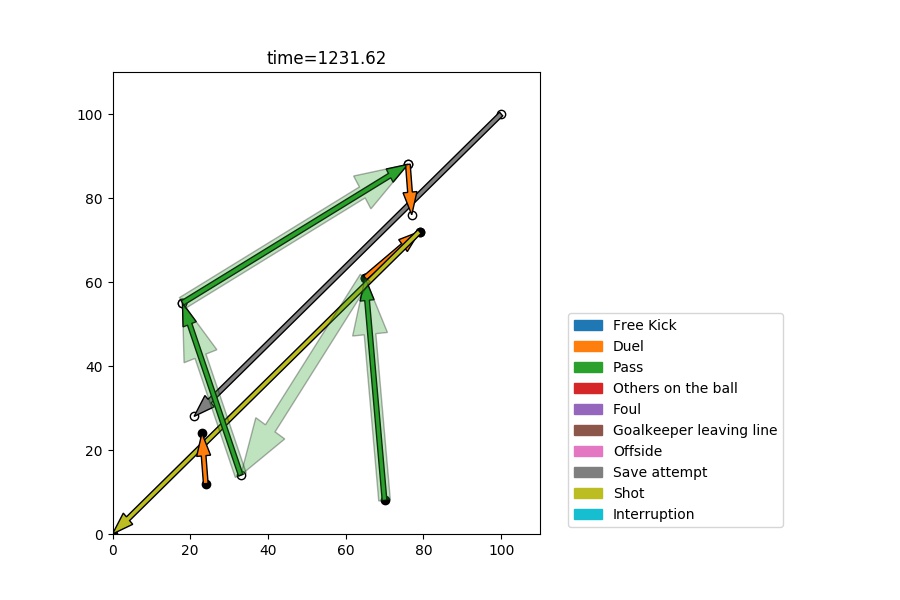 time=1231.62
100
80
60
40
20
0
0
20
40
60
80
100
Free Kick
Duel
Pass
Others on the ball
Foul
Goalkeeper leaving line
Offside
Save attempt
Shot
Interruption